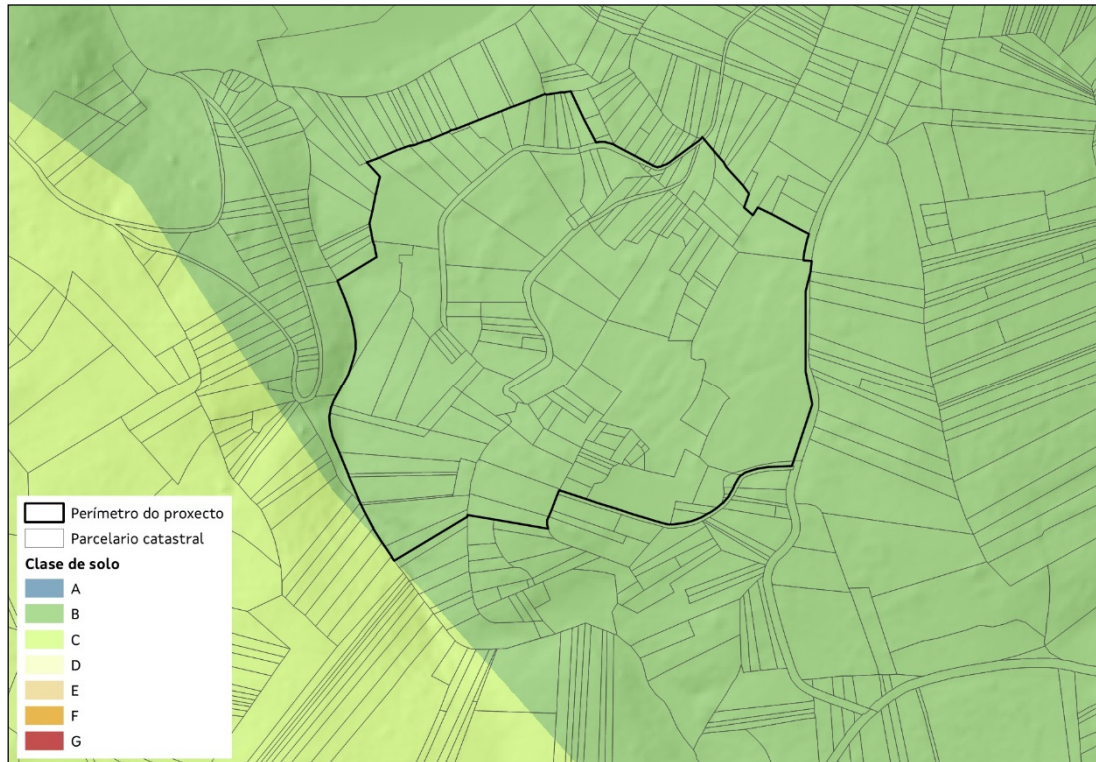 Perímetro do proxecto
Parcelario catastral
Clase de solo
A
B
C
D
E
F
G